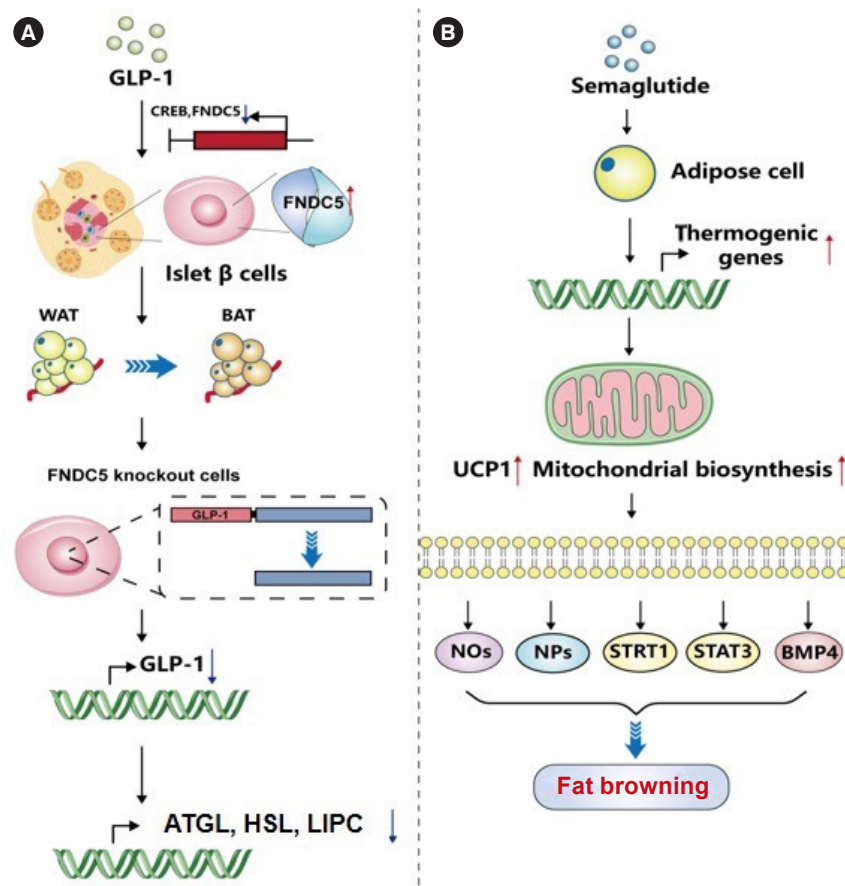 A
GLP-1
CREB,FNDC5
FNDC5
Islet β cells
WAT
BAT
FNDC5 knockout cells
GLP-1
GLP-1
ATGL, HSL, LIPC
B
Semaglutide
Adipose cell
Thermogenic
genes
UCP1 Mitochondrial biosynthesis
NOs
NPs
STRT1
STAT3
BMP4
Fat browning